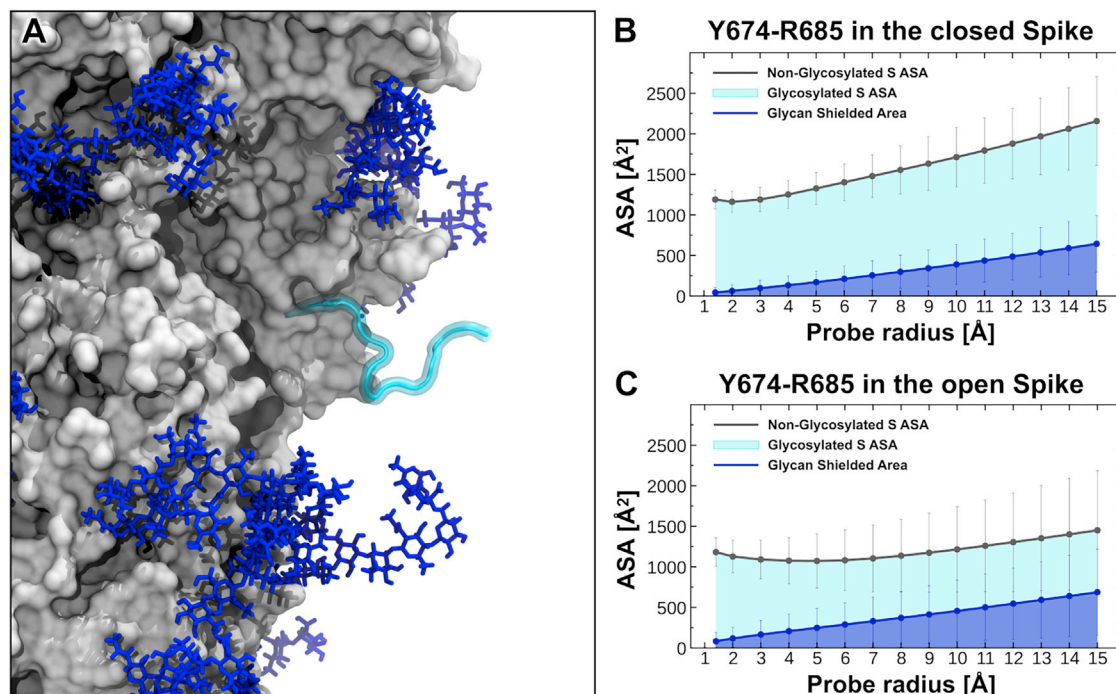 A
B
Y674-R685 in the closed Spike
Non-Glycosylated S ASA
Glycosylated S ASA
Glycan Shielded Area
2500
2000
1500
1000
500
0
ASA [Å²]
1 2 3 4 5 6 7 8 9 10 11 12 13 14 15
Probe radius [Å]
C
Y674-R685 in the open Spike
Non-Glycosylated S ASA
Glycosylated S ASA
Glycan Shielded Area
2500
2000
1500
1000
500
0
ASA [Å²]
1 2 3 4 5 6 7 8 9 10 11 12 13 14 15
Probe radius [Å]